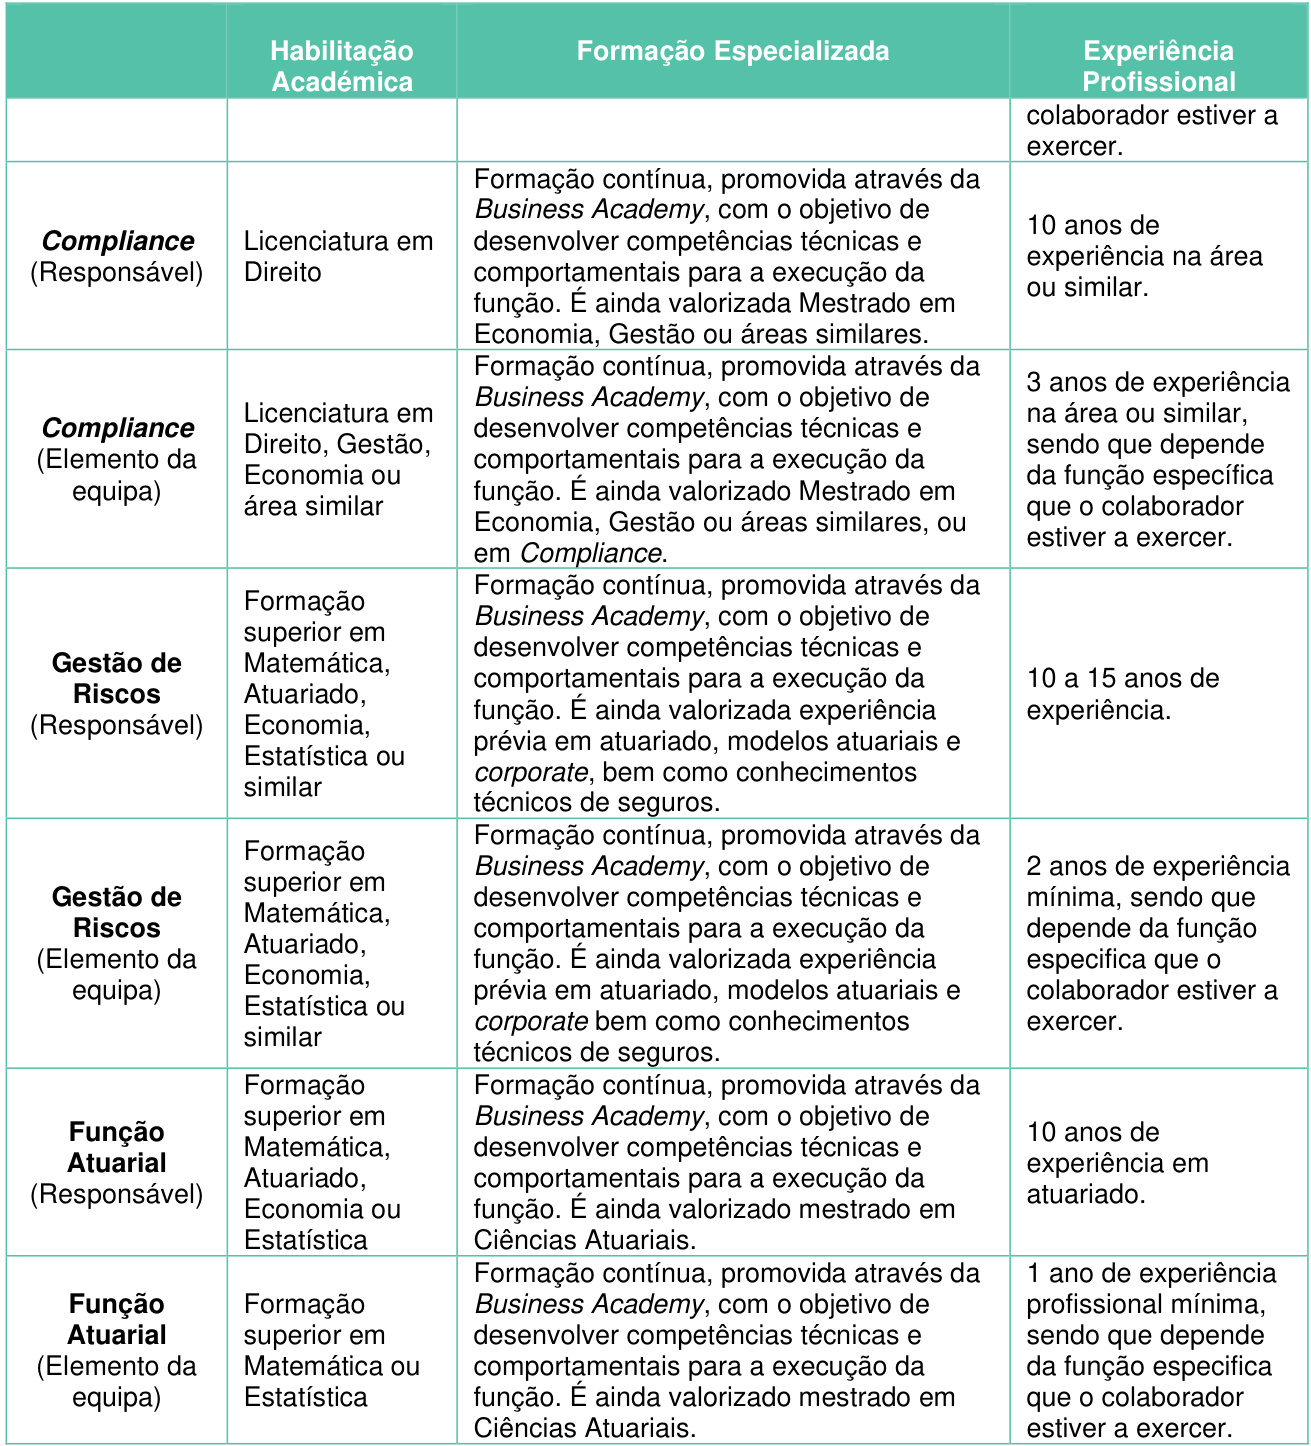 Habilitação
Académica
Formação Especializada
Experiência
Profissional
colaborador estiver a
exercer.
Compliance
(Responsável)
Licenciatura em
Direito
Formação contínua, promovida através da
Business Academy, com o objetivo de
desenvolver competências técnicas e
comportamentais para a execução da
função. É ainda valorizada Mestrado em
Economia, Gestão ou áreas similares.
10 anos de
experiência na área
ou similar.
Compliance
(Elemento da
equipa)
Licenciatura em
Direito, Gestão,
Economia ou
área similar
Formação contínua, promovida através da
Business Academy, com o objetivo de
desenvolver competências técnicas e
comportamentais para a execução da
função. É ainda valorizado Mestrado em
Economia, Gestão ou áreas similares, ou
em Compliance.
3 anos de experiência
na área ou similar,
sendo que depende
da função específica
que o colaborador
estiver a exercer.
Gestão de
Riscos
(Responsável)
Formação
superior em
Matemática,
Atuariado,
Economia,
Estatística ou
similar
Formação contínua, promovida através da
Business Academy, com o objetivo de
desenvolver competências técnicas e
comportamentais para a execução da
função. É ainda valorizada experiência
prévia em atuariado, modelos atuariais e
corporate, bem como conhecimentos
técnicos de seguros.
10 a 15 anos de
experiência.
Gestão de
Riscos
(Elemento da
equipa)
Formação
superior em
Matemática,
Atuariado,
Economia,
Estatística ou
similar
Formação contínua, promovida através da
Business Academy, com o objetivo de
desenvolver competências técnicas e
comportamentais para a execução da
função. É ainda valorizada experiência
prévia em atuariado, modelos atuariais e
corporate bem como conhecimentos
técnicos de seguros.
2 anos de experiência
mínima, sendo que
depende da função
especifica que o
colaborador estiver a
exercer.
Função
Atuarial
(Responsável)
Formação
superior em
Matemática,
Atuariado,
Economia ou
Estatística
Formação contínua, promovida através da
Business Academy, com o objetivo de
desenvolver competências técnicas e
comportamentais para a execução da
função. É ainda valorizado mestrado em
Ciências Atuariais.
10 anos de
experiência em
atuariado.
Função
Atuarial
(Elemento da
equipa)
Formação
superior em
Matemática ou
Estatística
Formação contínua, promovida através da
Business Academy, com o objetivo de
desenvolver competências técnicas e
comportamentais para a execução da
função. É ainda valorizado mestrado em
Ciências Atuariais.
1 ano de experiência
profissional mínima,
sendo que depende
da função especifica
que o colaborador
estiver a exercer.